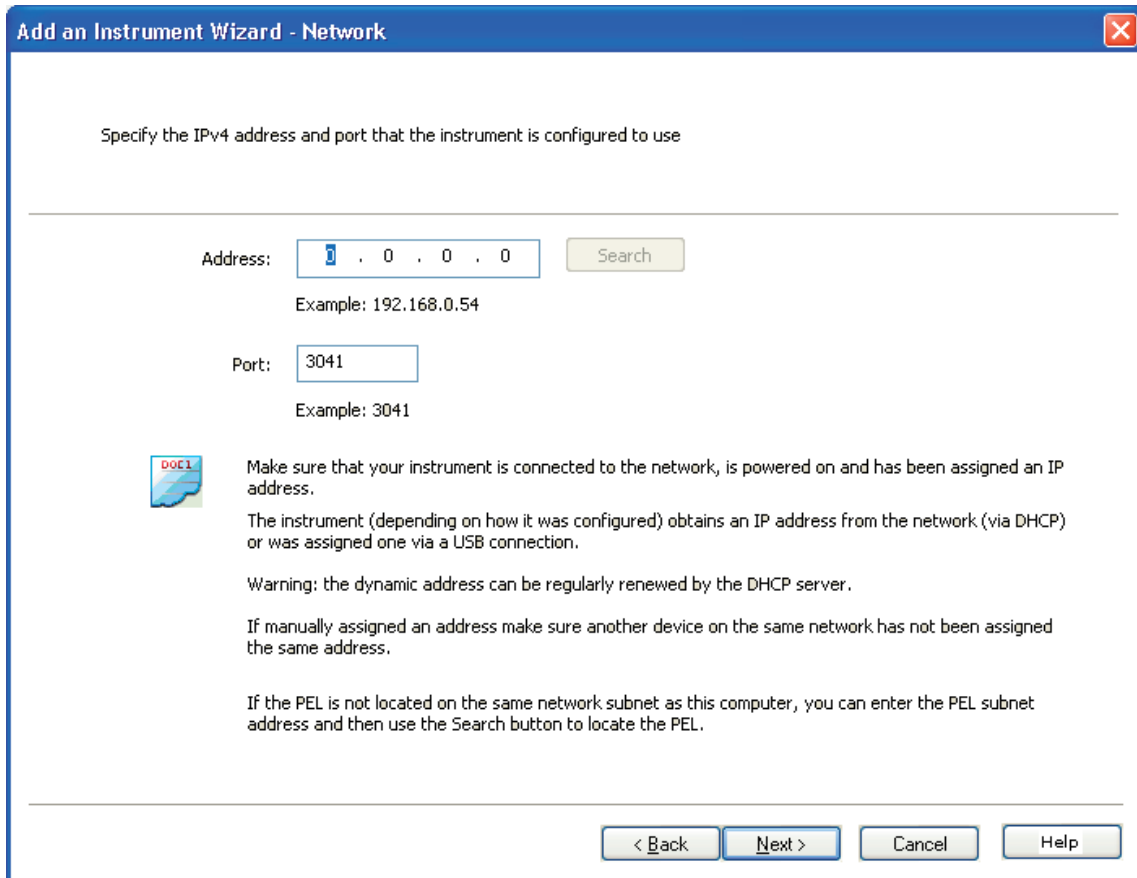 Add an Instrument Wizard - Network
Specify the IPv4 address and port that the instrument is configured to use
Address: 0 . 0 . 0 . 0 Search
Example: 192.168.0.54
Port: 3041
Example: 3041
DOC1
Make sure that your instrument is connected to the network, is powered on and has been assigned an IP
address.
The instrument (depending on how it was configured) obtains an IP address from the network (via DHCP)
or was assigned one via a USB connection.
Warning: the dynamic address can be regularly renewed by the DHCP server.
If manually assigned an address make sure another device on the same network has not been assigned
the same address.
If the PEL is not located on the same network subnet as this computer, you can enter the PEL subnet
address and then use the Search button to locate the PEL.
< Back Next > Cancel Help